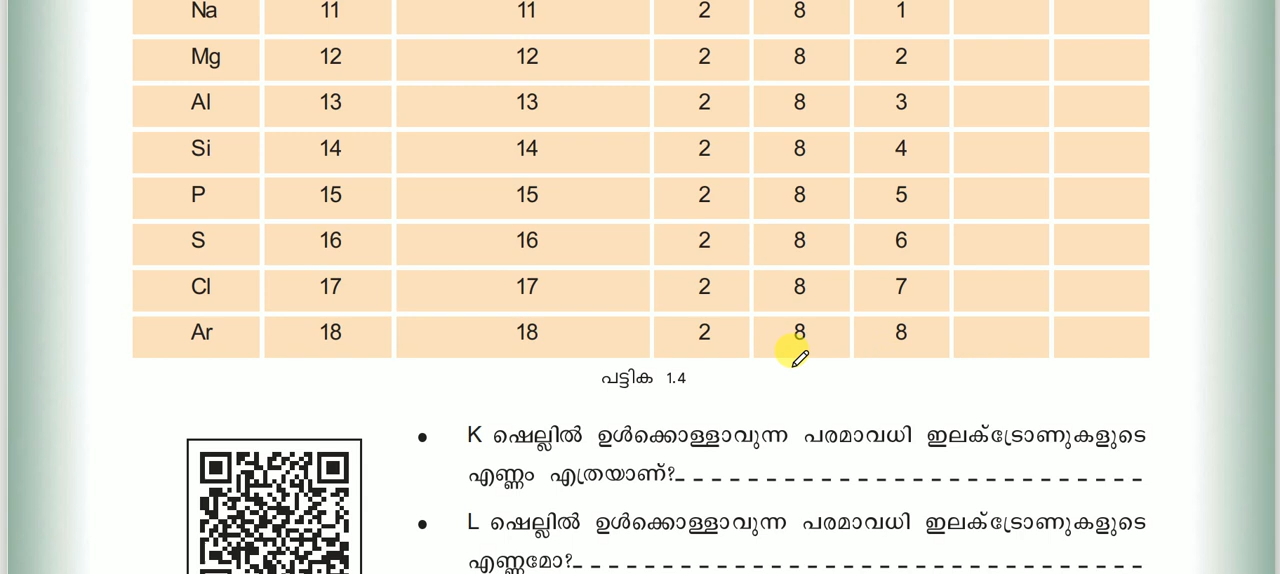 Na 11 11 2 8 1
Mg 12 12 2 8 2
Al 13 13 2 8 3
Si 14 14 2 8 4
P 15 15 2 8 5
S 16 16 2 8 6
Cl 17 17 2 8 7
Ar 18 18 2 8 8
പട്ടിക 1.4
• K ഷെല്ലിൽ ഉൾക്കൊള്ളാവുന്ന പരമാവധി ഇലക്ട്രോണുകളുടെ
എണ്ണം എത്രയാണ്?
• L ഷെല്ലിൽ ഉൾക്കൊള്ളാവുന്ന പരമാവധി ഇലക്ട്രോണുകളുടെ
എണ്ണമോ?